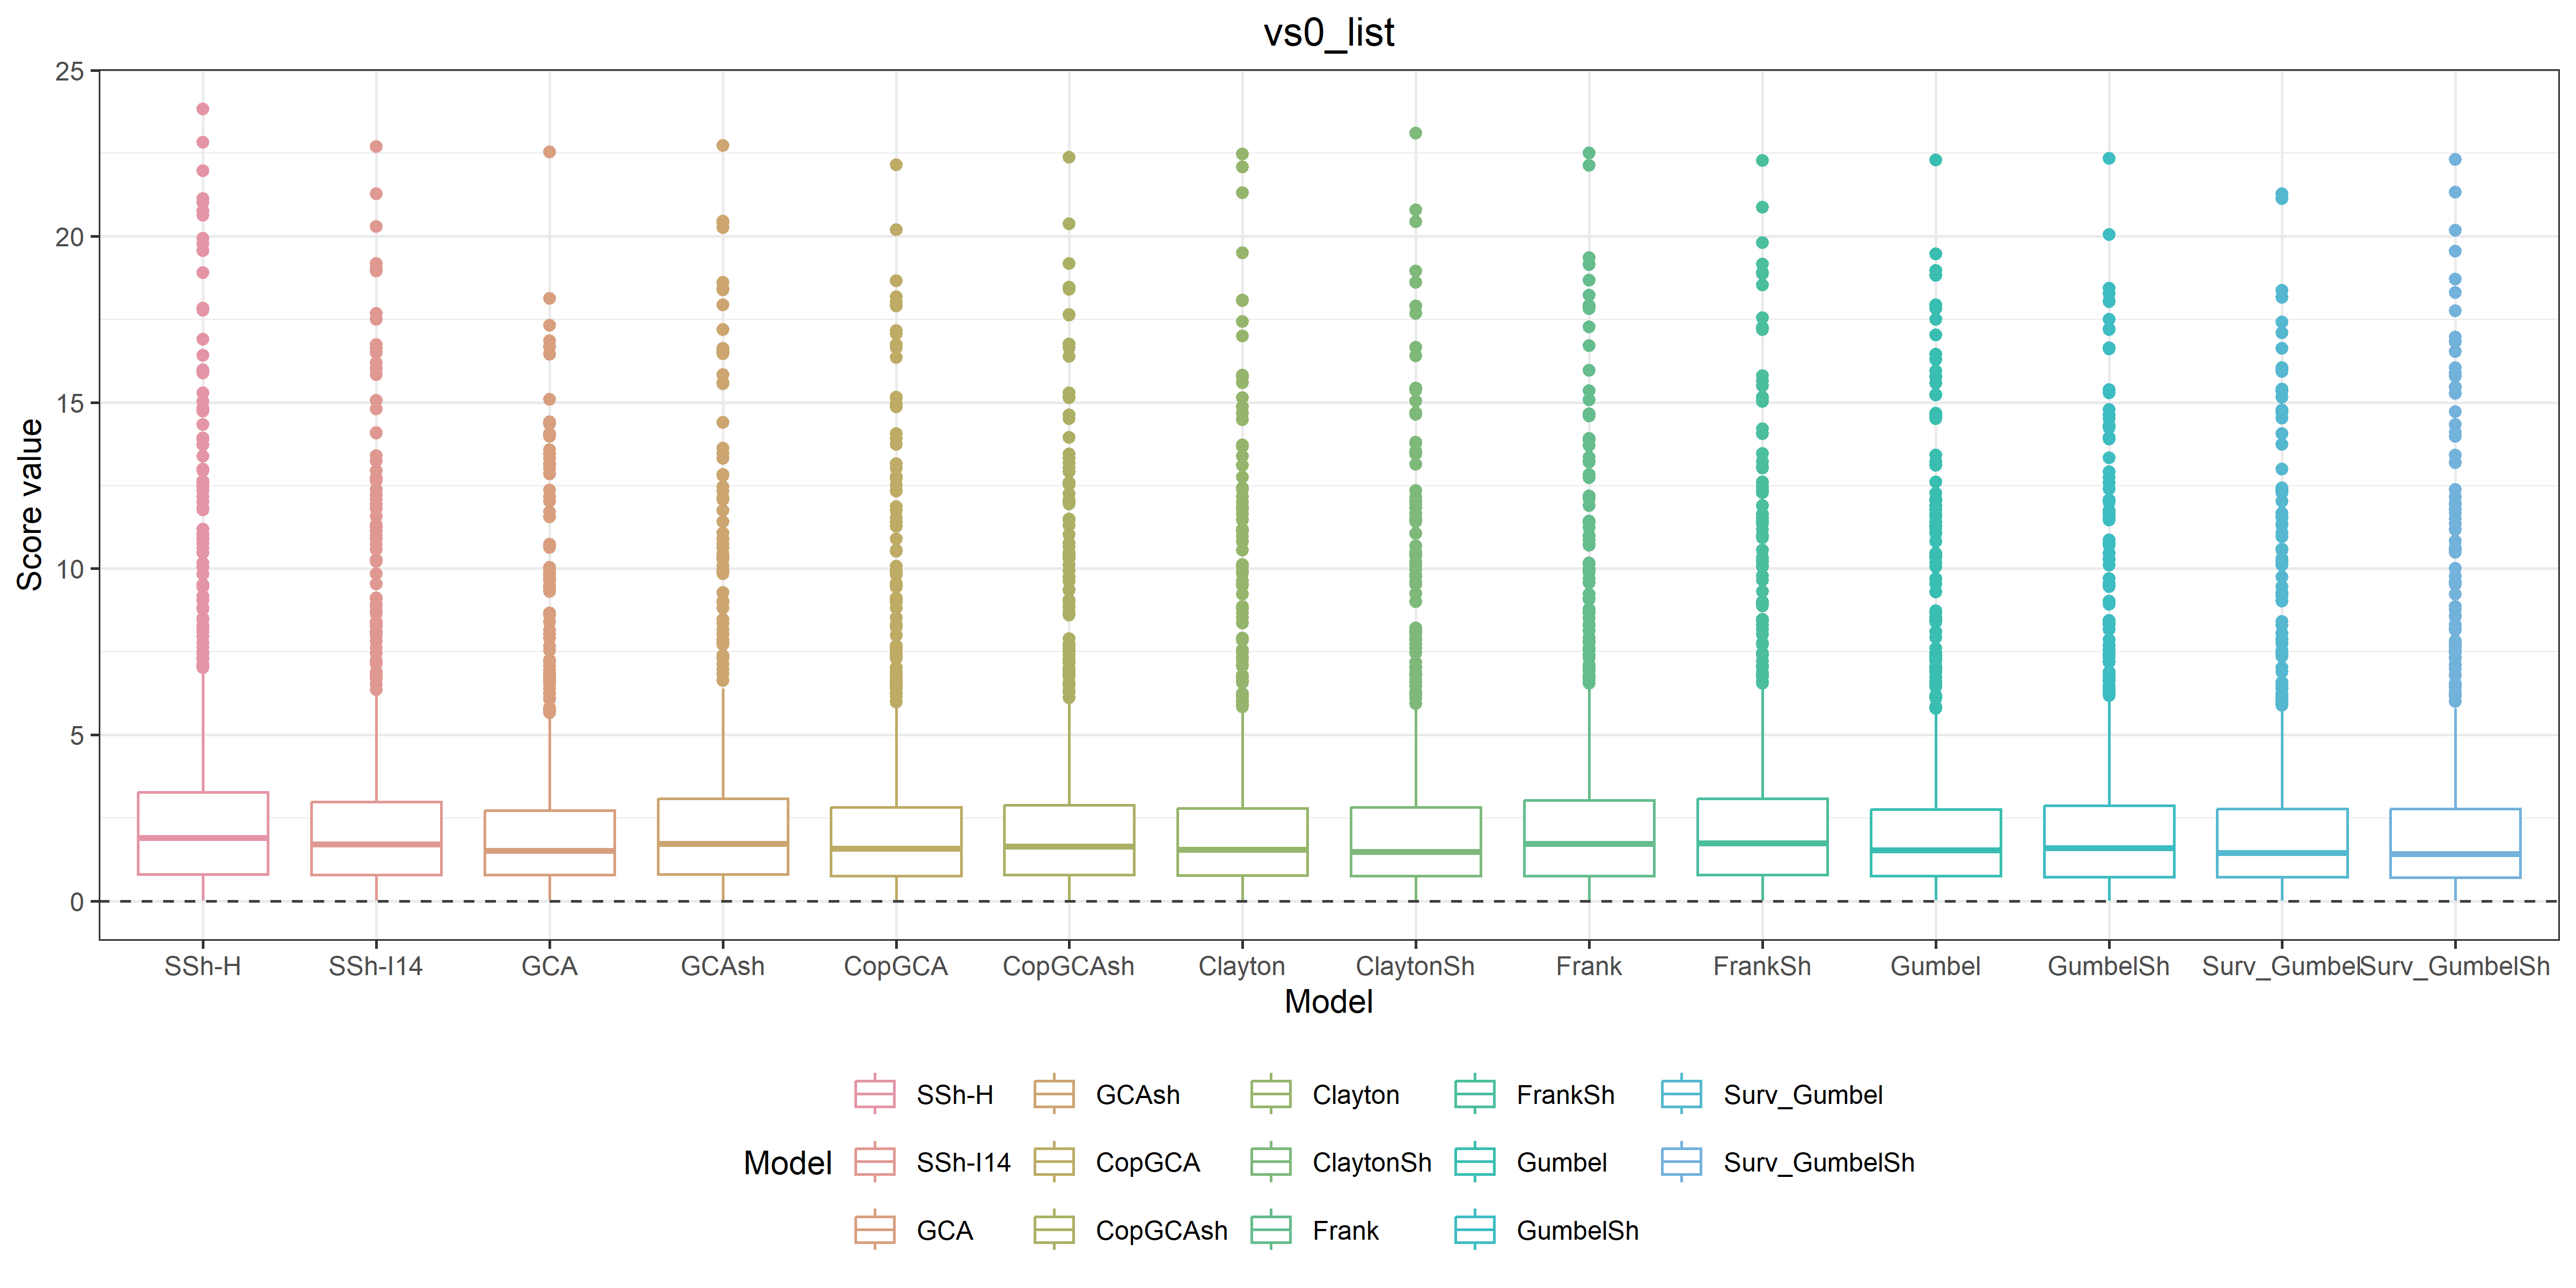 vs0_list
25
20
15
10
5
0
Score value
SSh-H SSh-I14 GCA GCAsh CopGCA CopGCAsh Clayton ClaytonSh Frank FrankSh Gumbel GumbelSh Surv_Gumbel Surv_GumbelSh
Model
SSh-H GCAsh Clayton FrankSh Surv_Gumbel
Model SSh-I14 CopGCA ClaytonSh Gumbel Surv_GumbelSh
GCA CopGCAsh Frank GumbelSh